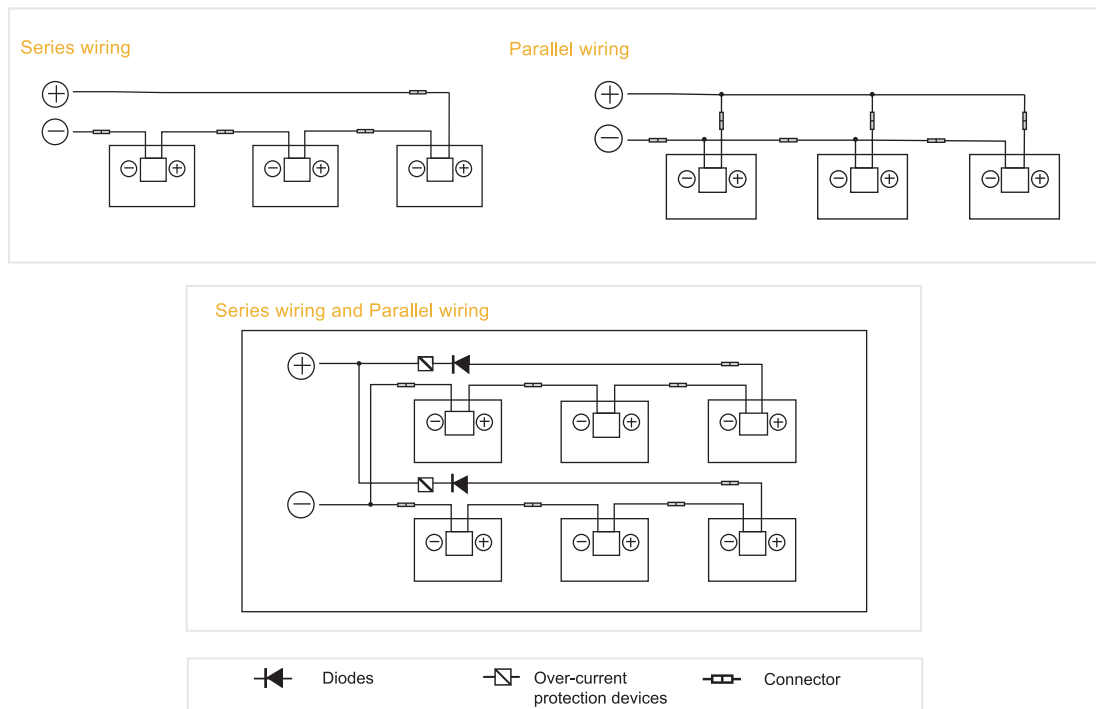 Series wiring
Parallel wiring
Series wiring and Parallel wiring
Diodes
Over-current
protection devices
Connector